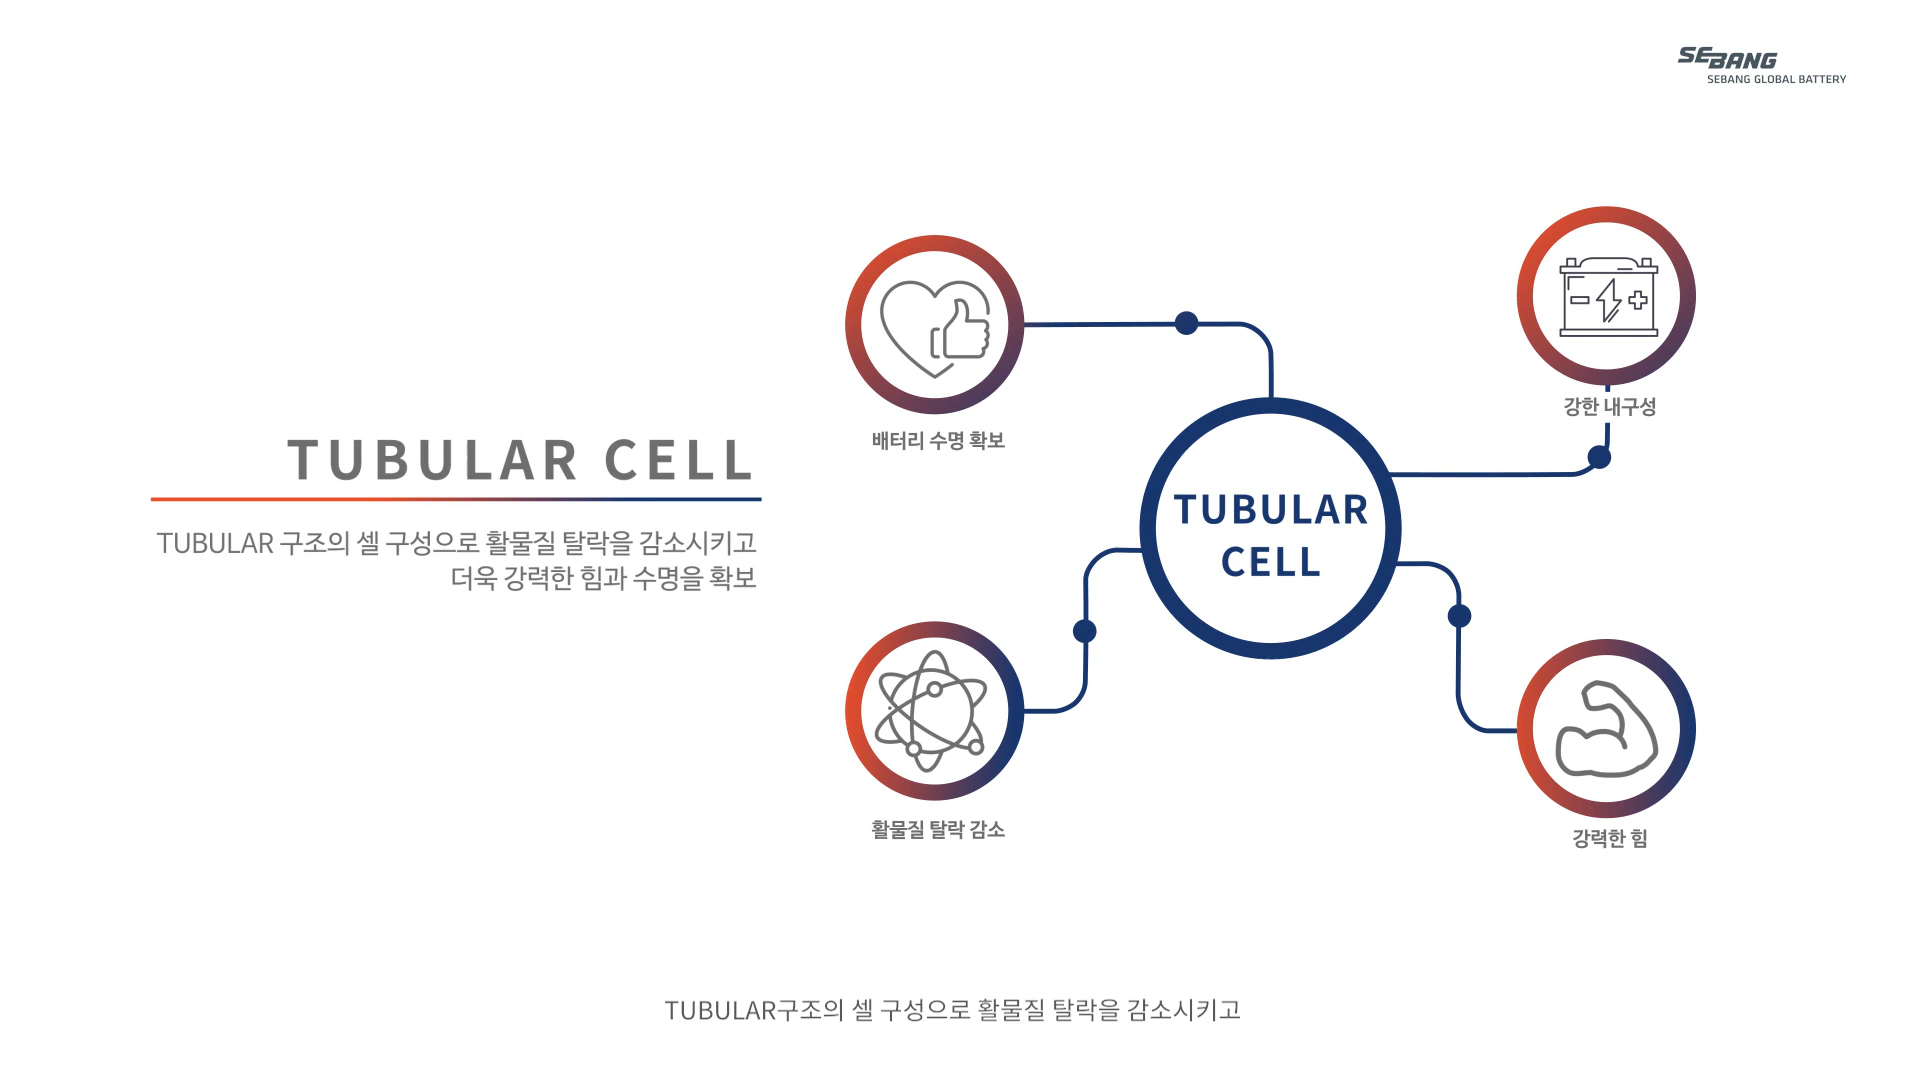 SEBANG
SEBANG GLOBAL BATTERY
TUBULAR CELL
TUBULAR 구조의 셀 구성으로 활물질 탈락을 감소시키고
더욱 강력한 힘과 수명을 확보
배터리 수명 확보
강한 내구성
TUBULAR
CELL
활물질 탈락 감소
강력한 힘
TUBULAR구조의 셀 구성으로 활물질 탈락을 감소시키고